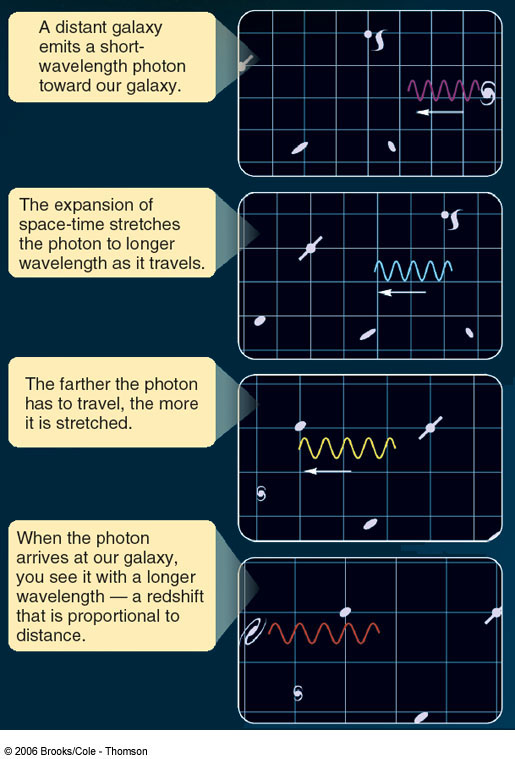 A distant galaxy
emits a short-
wavelength photon
toward our galaxy.
The expansion of
space-time stretches
the photon to longer
wavelength as it travels.
The farther the photon
has to travel, the more
it is stretched.
When the photon
arrives at our galaxy,
you see it with a longer
wavelength — a redshift
that is proportional to
distance.
© 2006 Brooks/Cole - Thomson